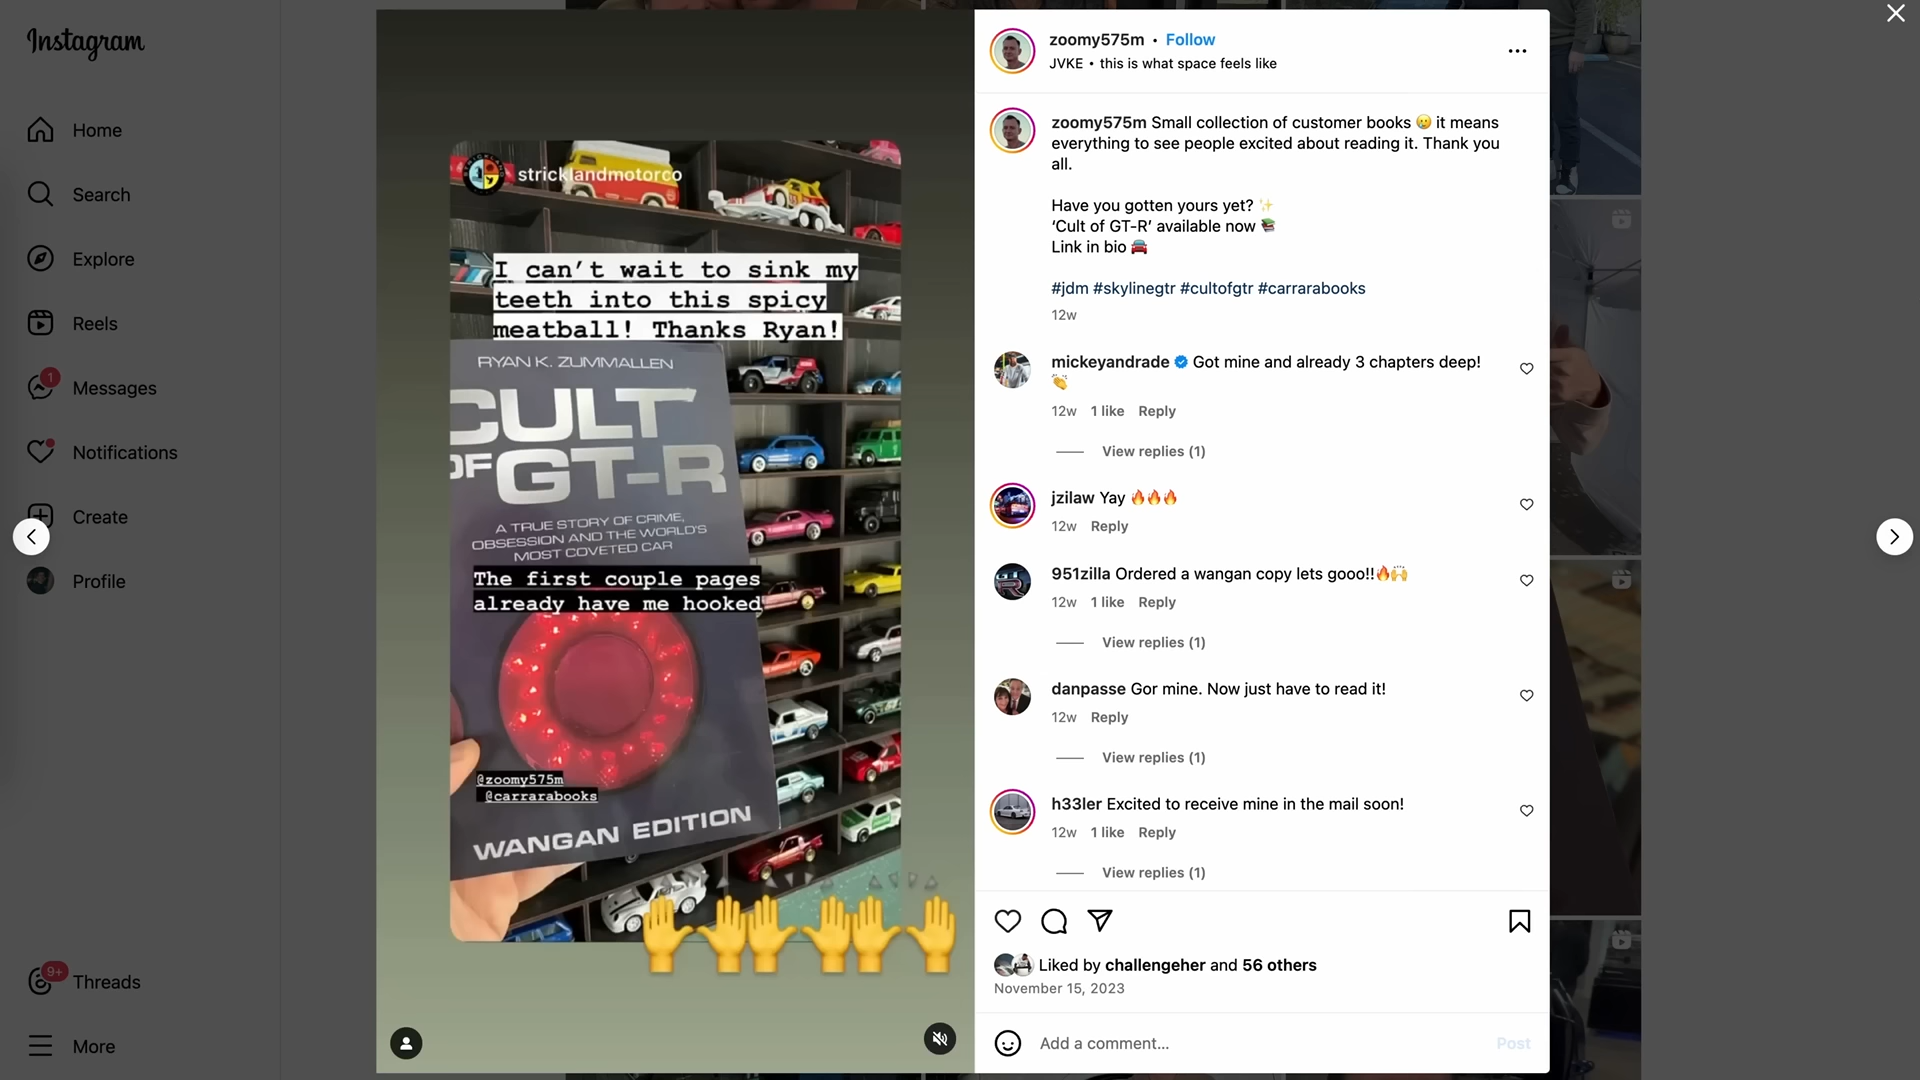 Instagram
Home
Search
Explore
Reels
1
Messages
Notifications
Create
Profile
9+
Threads
More
stricklandmotorco
I can't wait to sink my
teeth into this spicy
meatball! Thanks Ryan!
RYAN K. ZUMMALLEN
CULT
OF GT-R
A TRUE STORY OF CRIME,
OBSESSION AND THE WORLD'S
MOST COVETED CAR
The first couple pages
already have me hooked
@zoomy575m
@carrarabooks
WANGAN EDITION
zoomy575m • Follow
JVKE • this is what space feels like
zoomy575m Small collection of customer books 🥲 it means
everything to see people excited about reading it. Thank you
all.
Have you gotten yours yet? ✨
‘Cult of GT-R’ available now 📚
Link in bio 🚘
#jdm #skylinegtr #cultofgtr #carrarabooks
12w
mickeyandrade Got mine and already 3 chapters deep!
👏
12w 1 like Reply
View replies (1)
jzilaw Yay 🔥🔥🔥
12w Reply
951zilla Ordered a wangan copy lets gooo!!🔥🙌
12w 1 like Reply
View replies (1)
danpasse Gor mine. Now just have to read it!
12w Reply
View replies (1)
h33ler Excited to receive mine in the mail soon!
12w 1 like Reply
View replies (1)
Liked by challengeher and 56 others
November 15, 2023
Add a comment...
Post